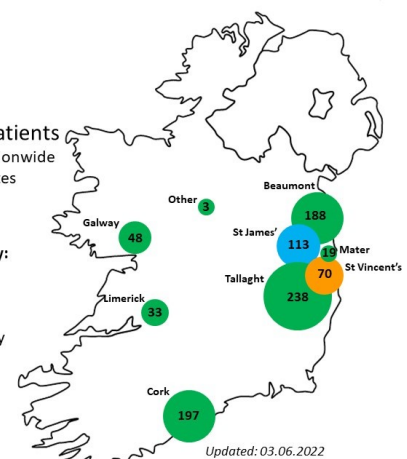 atients
onwide
es
y:
y
Other
3
Galway
48
Limerick
33
Cork
197
Beaumont
188
St James'
113
19
Mater
70
St Vincent's
Tallaght
238
Updated: 03.06.2022